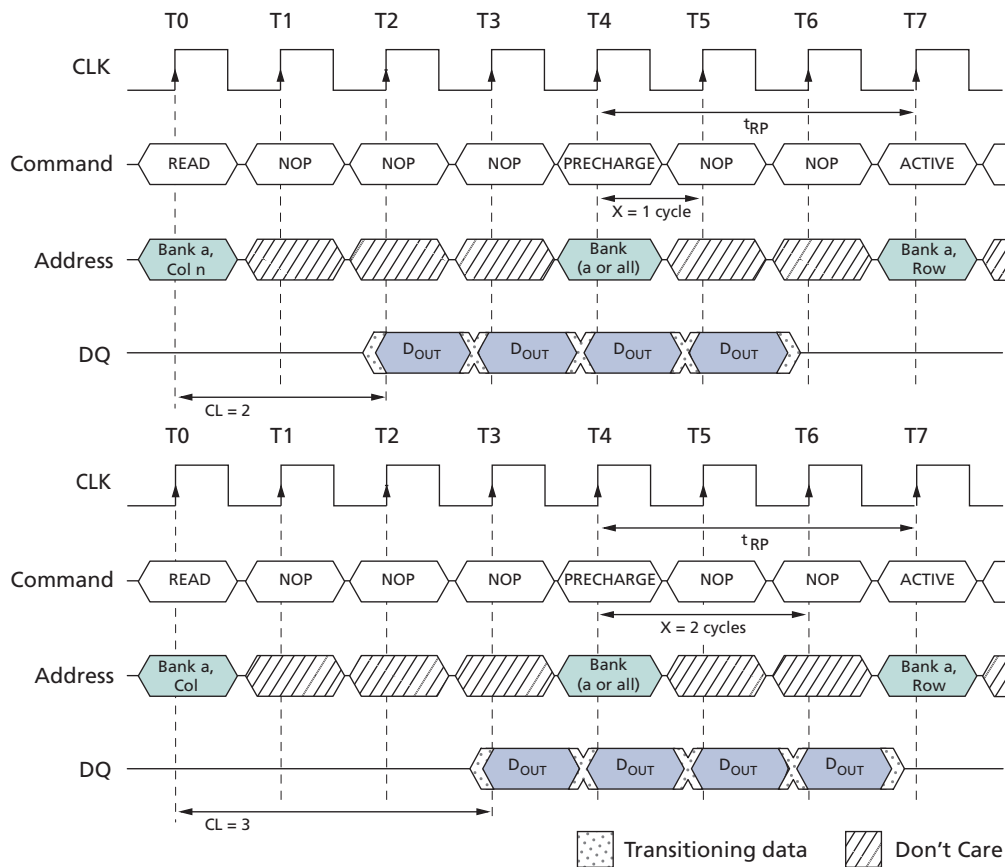 T0 T1 T2 T3 T4 T5 T6 T7
CLK
tRP
Command READ NOP NOP NOP PRECHARGE NOP NOP ACTIVE
X = 1 cycle
Address Bank a, Col n Bank (a or all) Bank a, Row
DQ DOUT DOUT DOUT DOUT
CL = 2
T0 T1 T2 T3 T4 T5 T6 T7
CLK
tRP
Command READ NOP NOP NOP PRECHARGE NOP NOP ACTIVE
X = 2 cycles
Address Bank a, Col Bank (a or all) Bank a, Row
DQ DOUT DOUT DOUT DOUT
CL = 3
Transitioning data Don't Care